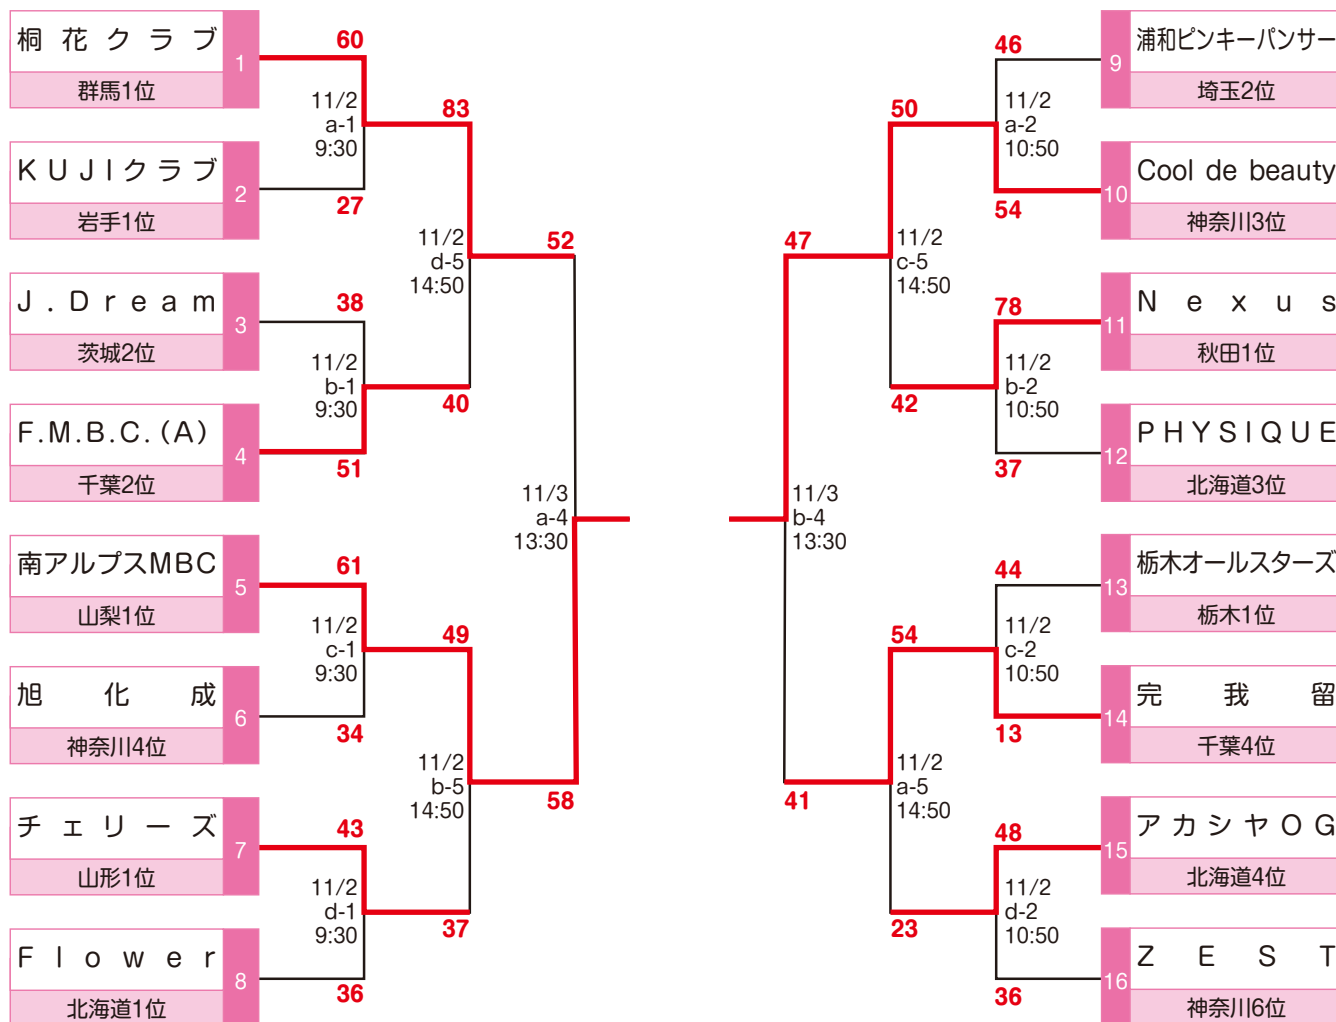 桐花クラブ
1
群馬1位
KUJIクラブ
2
岩手1位
J.Dream
3
茨城2位
F.M.B.C.(A)
4
千葉2位
南アルプスMBC
5
山梨1位
旭化成
6
神奈川4位
チェリーズ
7
山形1位
Flower
8
北海道1位
60
11/2
a-1
9:30
27
38
11/2
b-1
9:30
51
61
11/2
c-1
9:30
34
43
11/2
d-1
9:30
36
83
11/2
d-5
14:50
40
49
11/2
b-5
14:50
37
52
11/3
a-4
13:30
58
47
11/3
b-4
13:30
41
50
11/2
c-5
14:50
42
54
11/2
a-5
14:50
23
46
11/2
a-2
10:50
54
78
11/2
b-2
10:50
37
44
11/2
c-2
10:50
13
48
11/2
d-2
10:50
36
浦和ピンキーパンサー
9
埼玉2位
Cool de beauty
10
神奈川3位
Nexus
11
秋田1位
PHYSIQUE
12
北海道3位
栃木オールスターズ
13
栃木1位
完我留
14
千葉4位
アカシヤOG
15
北海道4位
ZEST
16
神奈川6位